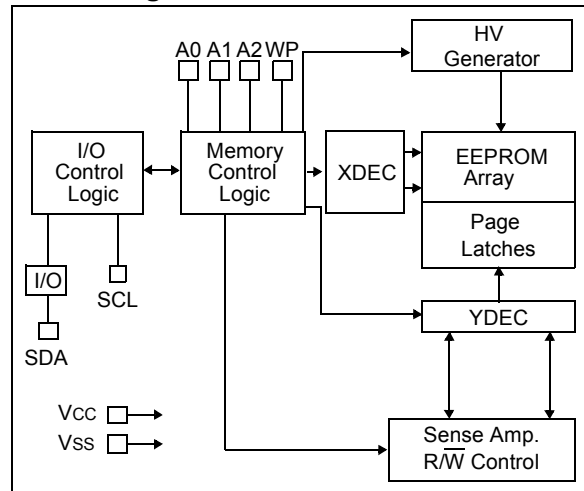 A0 A1 A2 WP
HV
Generator
I/O
Control
Logic
Memory
Control
Logic
XDEC
EEPROM
Array
Page
Latches
I/O
SCL
SDA
YDEC
VCC
VSS
Sense Amp.
R/W̅ Control